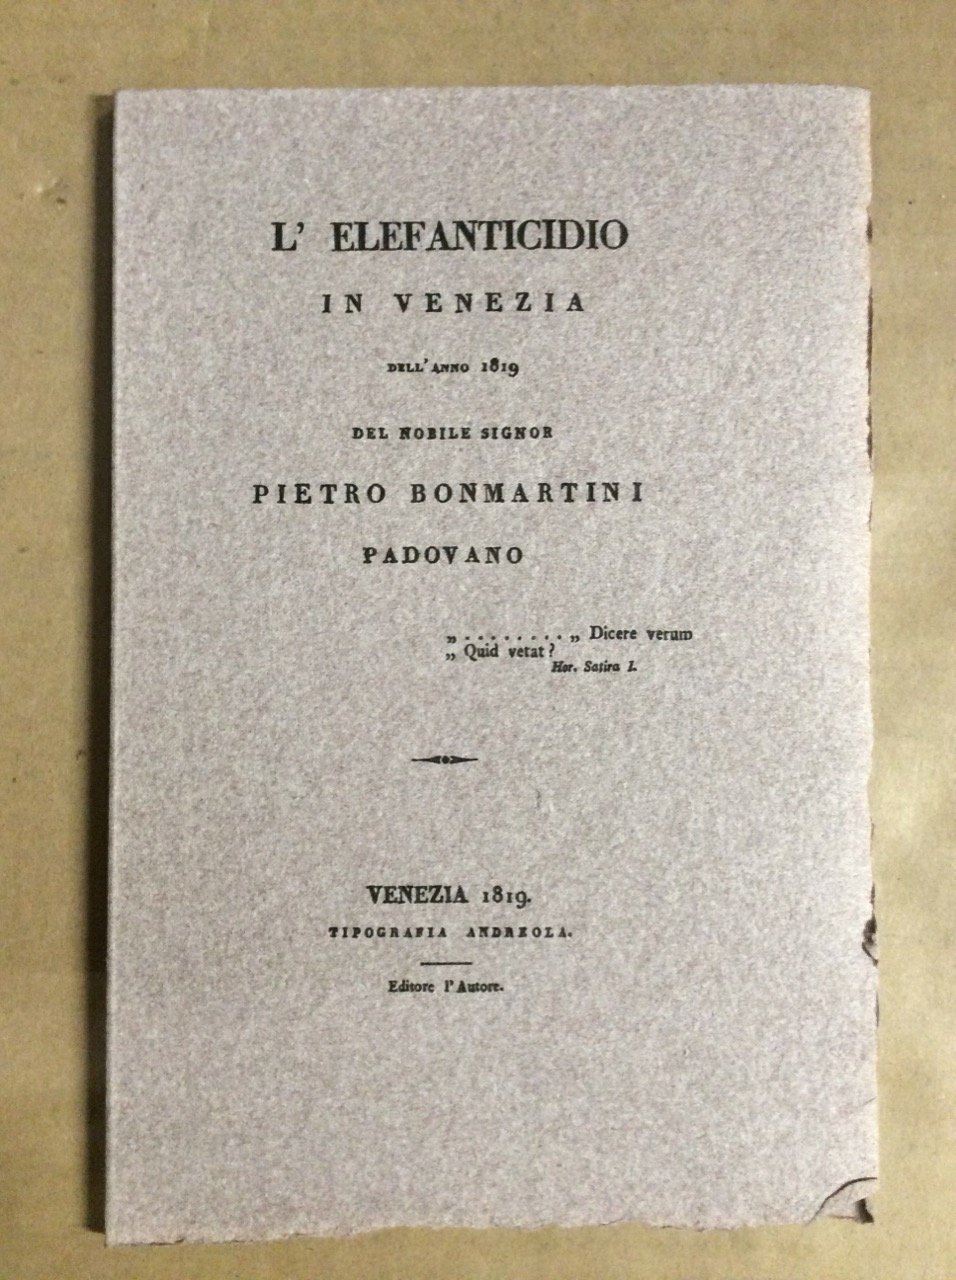 L' ELEFANTICIDIO
IN VENEZIA
DELL'ANNO 1819
DEL NOBILE SIGNOR
PIETRO BONMARTINI
PADOVANO
„ . . . . . . . . „ Dicere verum
„ Quid vetat?
Hor. Satira I.
VENEZIA 1819.
TIPOGRAFIA ANDREOLA.
Editore l'Autore.